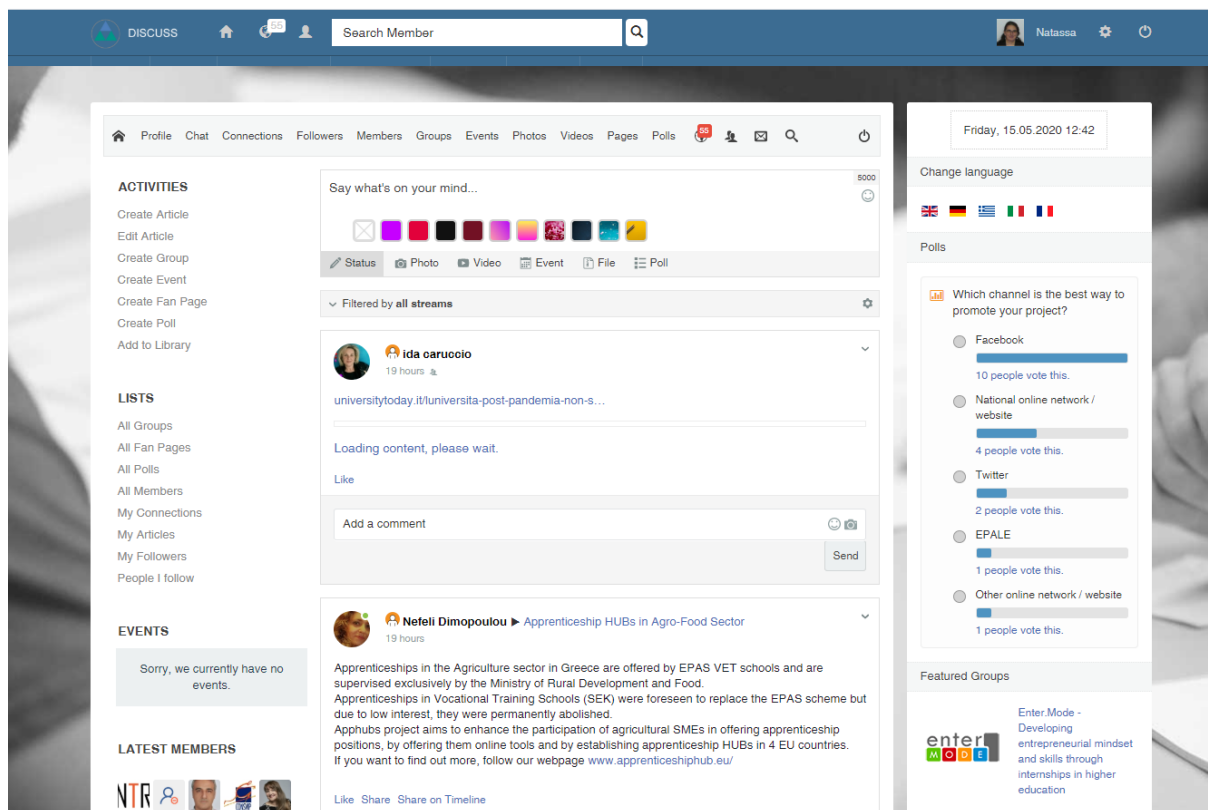 DISCUSS
55
Search Member
Natassa
Profile Chat Connections Followers Members Groups Events Photos Videos Pages Polls
55
ACTIVITIES
Create Article
Edit Article
Create Group
Create Event
Create Fan Page
Create Poll
Add to Library
LISTS
All Groups
All Fan Pages
All Polls
All Members
My Connections
My Articles
My Followers
People I follow
EVENTS
Sorry, we currently have no
events.
LATEST MEMBERS
NTR
Say what's on your mind...
5000
Status Photo Video Event File Poll
Filtered by all streams
ida caruccio
19 hours
universitytoday.it/luniversita-post-pandemia-non-s...
Loading content, please wait.
Like
Add a comment
Send
Nefeli Dimopoulou ▶ Apprenticeship HUBs in Agro-Food Sector
19 hours
Apprenticeships in the Agriculture sector in Greece are offered by EPAS VET schools and are
supervised exclusively by the Ministry of Rural Development and Food.
Apprenticeships in Vocational Training Schools (SEK) were foreseen to replace the EPAS scheme but
due to low interest, they were permanently abolished.
Apphubs project aims to enhance the participation of agricultural SMEs in offering apprenticeship
positions, by offering them online tools and by establishing apprenticeship HUBs in 4 EU countries.
If you want to find out more, follow our webpage www.apprenticeshiphub.eu/
Like Share Share on Timeline
Friday, 15.05.2020 12:42
Change language
Polls
Which channel is the best way to
promote your project?
Facebook
10 people vote this.
National online network /
website
4 people vote this.
Twitter
2 people vote this.
EPALE
1 people vote this.
Other online network / website
1 people vote this.
Featured Groups
enter
MODE
Enter.Mode -
Developing
entrepreneurial mindset
and skills through
internships in higher
education